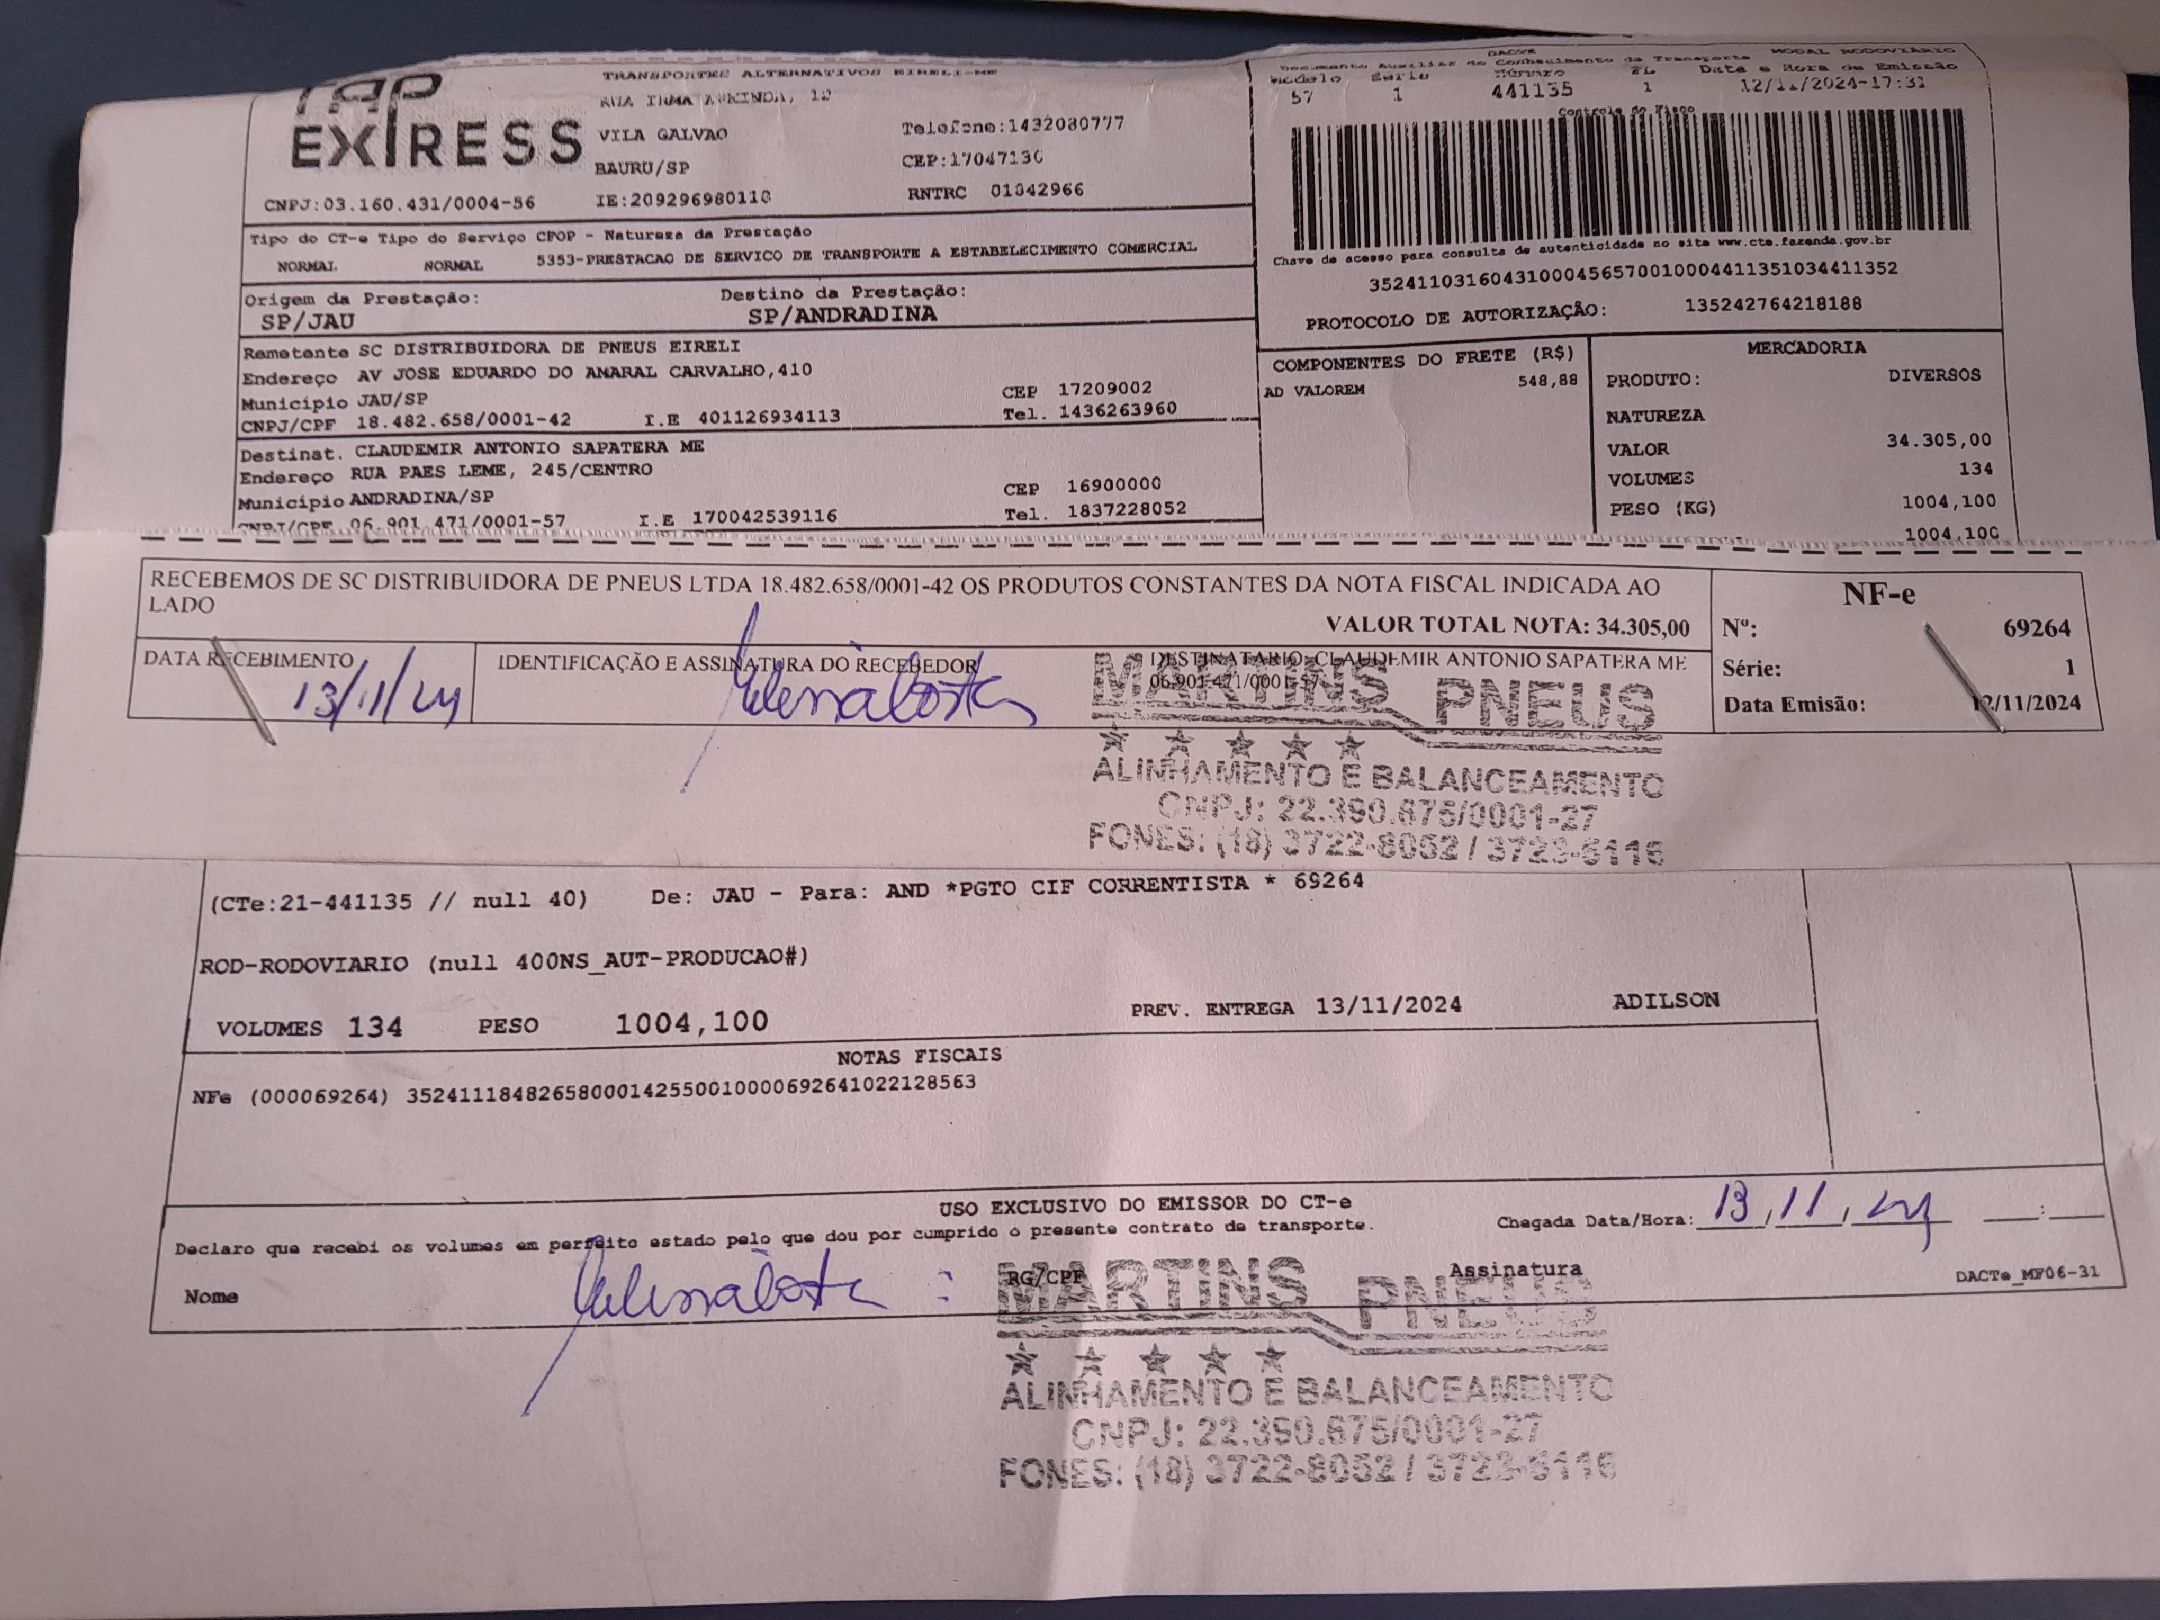 EXPRESS
TRANSPORTES ALTERNATIVOS EIRELI-ME
RUA IRMA ARMINDA, 12
VILA GALVAO
Telefone:1432080777
BAURU/SP
CEP:17047130
CNPJ:03.160.431/0004-56
IE:209296980118
RNTRC 01042966
DACTE
MODAL RODOVIÁRIO
Documento Auxiliar do Conhecimento de Transporte
Modelo Serie Número FL Data e Hora de Emissão
57 1 441135 1 12/11/2024-17:31
Controle do Fisco
Chave de acesso para consulta de autenticidade no site www.cte.fazenda.gov.br
35241103160431000456570010004411351034411352
PROTOCOLO DE AUTORIZAÇÃO: 135242764218188
Tipo do CT-e Tipo do Serviço CFOP - Natureza da Prestação
NORMAL NORMAL 5353-PRESTACAO DE SERVICO DE TRANSPORTE A ESTABELECIMENTO COMERCIAL
Origem da Prestação: Destino da Prestação:
SP/JAU SP/ANDRADINA
Remetente SC DISTRIBUIDORA DE PNEUS EIRELI
Endereço AV JOSE EDUARDO DO AMARAL CARVALHO,410
Município JAU/SP CEP 17209002
CNPJ/CPF 18.482.658/0001-42 I.E 401126934113 Tel. 1436263960
Destinat. CLAUDEMIR ANTONIO SAPATERA ME
Endereço RUA PAES LEME, 245/CENTRO
Município ANDRADINA/SP CEP 16900000
CNPJ/CPF 06.901.471/0001-57 I.E 170042539116 Tel. 1837228052
COMPONENTES DO FRETE (R$)
AD VALOREM 548,88
MERCADORIA
PRODUTO: DIVERSOS
NATUREZA
VALOR 34.305,00
VOLUMES 134
PESO (KG) 1004,100
1004,100
RECEBEMOS DE SC DISTRIBUIDORA DE PNEUS LTDA 18.482.658/0001-42 OS PRODUTOS CONSTANTES DA NOTA FISCAL INDICADA AO
LADO
VALOR TOTAL NOTA: 34.305,00
DATA RECEBIMENTO
13/11/24
IDENTIFICAÇÃO E ASSINATURA DO RECEBEDOR
DESTINATARIO: CLAUDEMIR ANTONIO SAPATERA ME
06.901.471/0001-57
NF-e
Nº: 69264
Série: 1
Data Emisão: 12/11/2024
MARTINS PNEUS
ALINHAMENTO E BALANCEAMENTO
CNPJ: 22.390.675/0001-27
FONES: (18) 3722-8052 / 3723-6116
(CTe:21-441135 // null 40) De: JAU - Para: AND *PGTO CIF CORRENTISTA * 69264
ROD-RODOVIARIO (null 400NS_AUT-PRODUCAO#)
VOLUMES 134 PESO 1004,100 PREV. ENTREGA 13/11/2024 ADILSON
NOTAS FISCAIS
NFe (000069264) 35241118482658000142550010000692641022128563
USO EXCLUSIVO DO EMISSOR DO CT-e
Declaro que recebi os volumes em perfeito estado pelo que dou por cumprido o presente contrato de transporte.
Chegada Data/Hora: 13, 11, 24 :
Nome RG/CPF Assinatura
DACTe_MF06-31
MARTINS PNEUS
ALINHAMENTO E BALANCEAMENTO
CNPJ: 22.390.675/0001-27
FONES: (18) 3722-8052 / 3723-6116